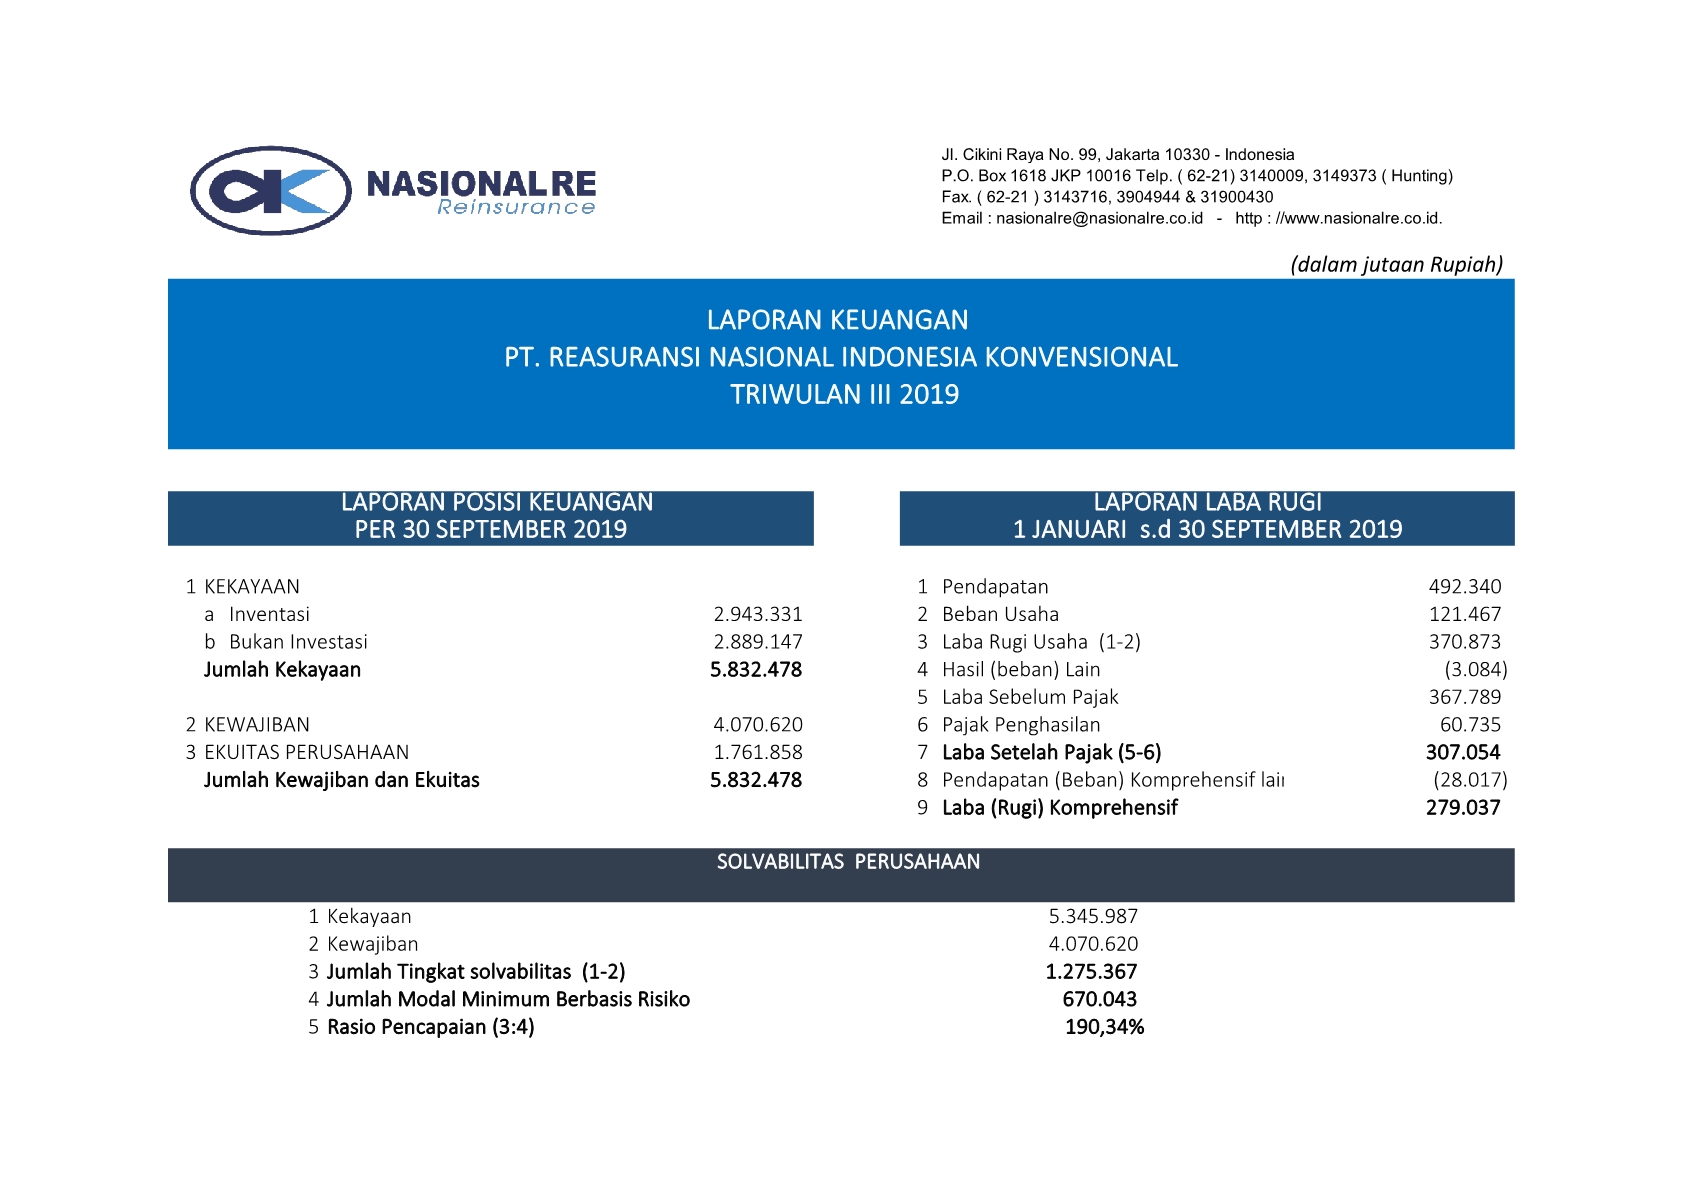 NASIONAL RE
Reinsurance
Jl. Cikini Raya No. 99, Jakarta 10330 - Indonesia
P.O. Box 1618 JKP 10016 Telp. ( 62-21) 3140009, 3149373 ( Hunting)
Fax. ( 62-21 ) 3143716, 3904944 & 31900430
Email : nasionalre@nasionalre.co.id - http : //www.nasionalre.co.id.
(dalam jutaan Rupiah)
LAPORAN KEUANGAN
PT. REASURANSI NASIONAL INDONESIA KONVENSIONAL
TRIWULAN III 2019
LAPORAN POSISI KEUANGAN
PER 30 SEPTEMBER 2019
1 KEKAYAAN
a Inventasi 2.943.331
b Bukan Investasi 2.889.147
Jumlah Kekayaan 5.832.478
2 KEWAJIBAN 4.070.620
3 EKUITAS PERUSAHAAN 1.761.858
Jumlah Kewajiban dan Ekuitas 5.832.478
LAPORAN LABA RUGI
1 JANUARI s.d 30 SEPTEMBER 2019
1 Pendapatan 492.340
2 Beban Usaha 121.467
3 Laba Rugi Usaha (1-2) 370.873
4 Hasil (beban) Lain (3.084)
5 Laba Sebelum Pajak 367.789
6 Pajak Penghasilan 60.735
7 Laba Setelah Pajak (5-6) 307.054
8 Pendapatan (Beban) Komprehensif lain (28.017)
9 Laba (Rugi) Komprehensif 279.037
SOLVABILITAS PERUSAHAAN
1 Kekayaan 5.345.987
2 Kewajiban 4.070.620
3 Jumlah Tingkat solvabilitas (1-2) 1.275.367
4 Jumlah Modal Minimum Berbasis Risiko 670.043
5 Rasio Pencapaian (3:4) 190,34%